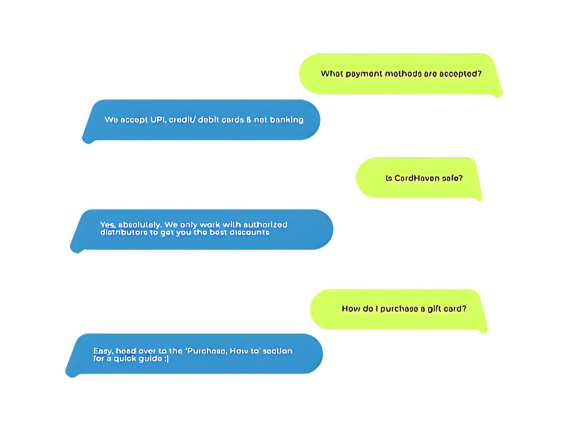 What payment methods are accepted?
We accept UPI, credit/ debit cards & net banking
Is CardHaven safe?
Yes, absolutely. We only work with authorized
distributors to get you the best discounts
How do I purchase a gift card?
Easy, head over to the 'Purchase, How to' section
for a quick guide :)